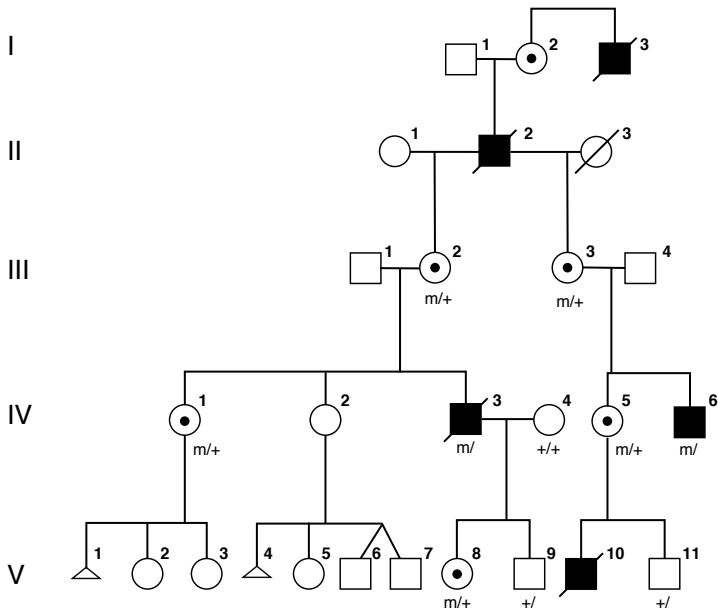 I 1 2 3
II 1 2 3
III 1 2 3 4
m/+ m/+
IV 1 2 3 4 5 6
m/+ m/ +/+ m/+ m/
V 1 2 3 4 5 6 7 8 9 10 11
m/+ +/ +/